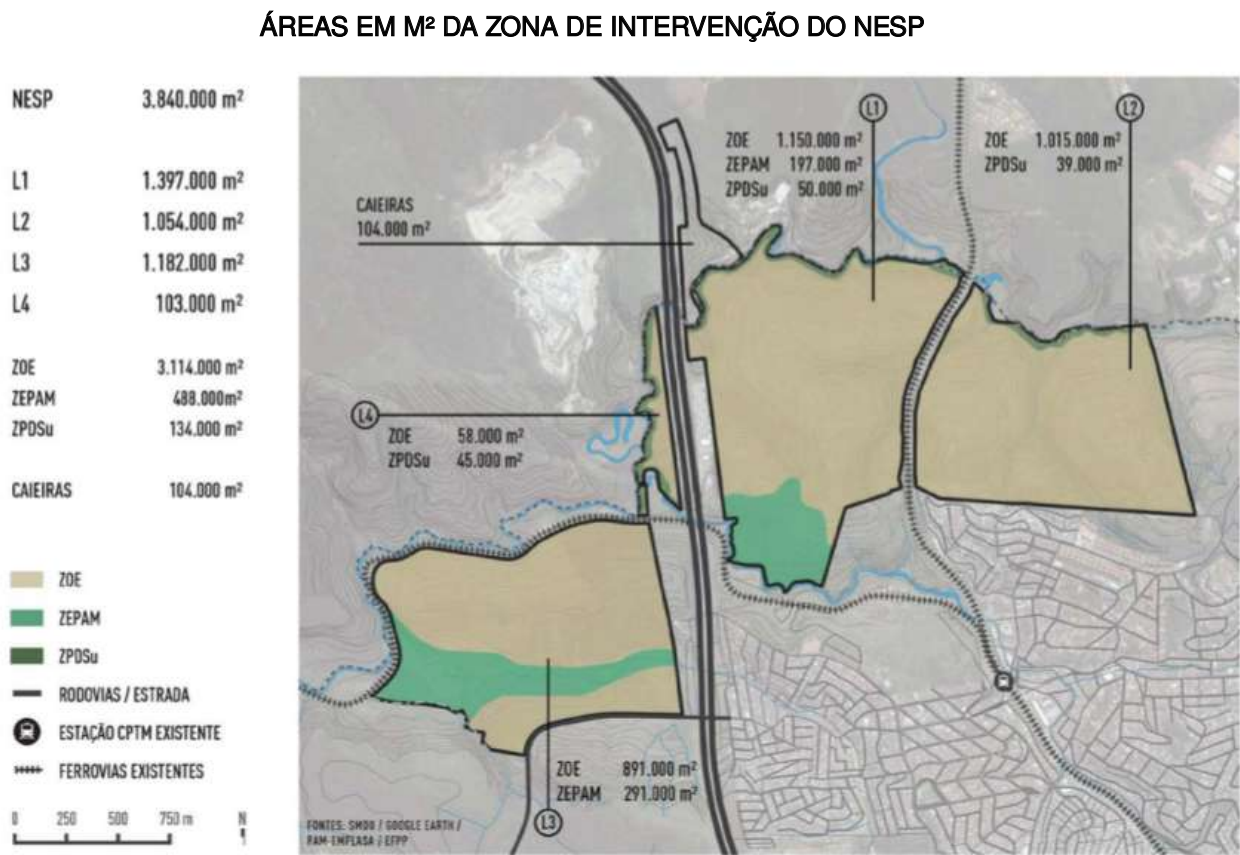 ÁREAS EM M² DA ZONA DE INTERVENÇÃO DO NESP
NESP 3.840.000 m²
L1 1.397.000 m²
L2 1.054.000 m²
L3 1.182.000 m²
L4 103.000 m²
ZOE 3.114.000 m²
ZEPAM 488.000m²
ZPDSu 134.000 m²
CAIEIRAS 104.000 m²
ZOE
ZEPAM
ZPDSu
RODOVIAS / ESTRADA
ESTAÇÃO CPTM EXISTENTE
FERROVIAS EXISTENTES
0 250 500 750 m N
L1
ZOE 1.150.000 m²
ZEPAM 197.000 m²
ZPDSu 50.000 m²
L2
ZOE 1.015.000 m²
ZPDSu 39.000 m²
CAIEIRAS
104.000 m²
L4
ZOE 58.000 m²
ZPDSu 45.000 m²
ZOE 891.000 m²
ZEPAM 291.000 m²
L3
FONTES: SMDU / GOOGLE EARTH /
PAM-EMPLASA / EFPP